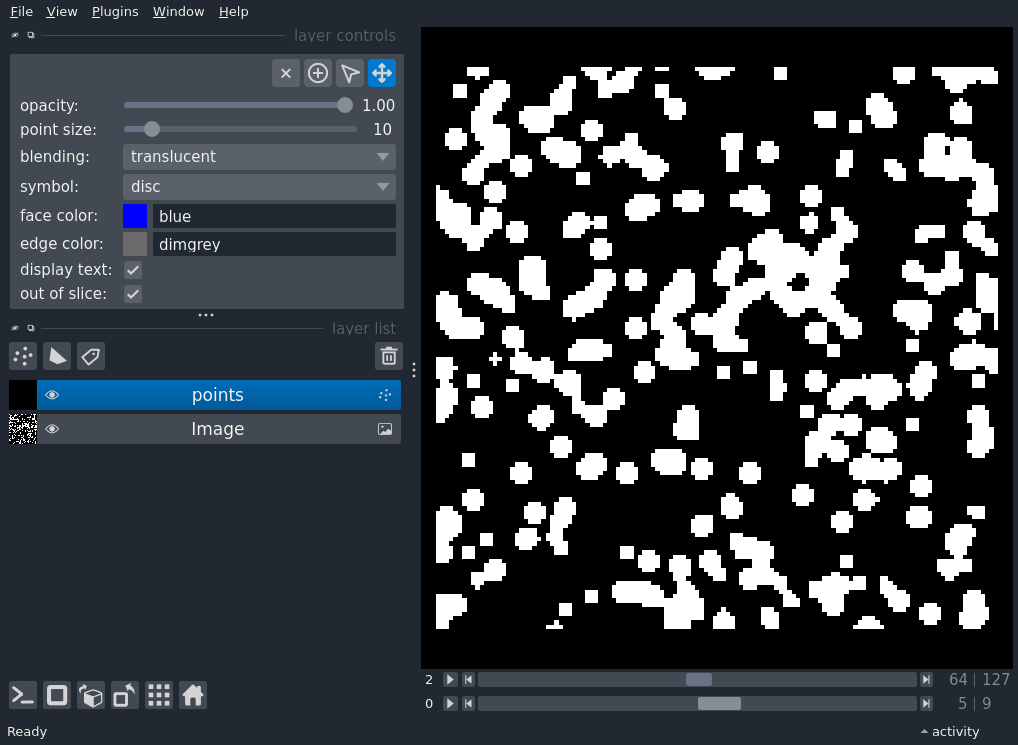 File View Plugins Window Help
layer controls
opacity: 1.00
point size: 10
blending: translucent
symbol: disc
face color: blue
edge color: dimgrey
display text:
out of slice:
layer list
points
Image
2 64 | 127
0 5 | 9
Ready activity